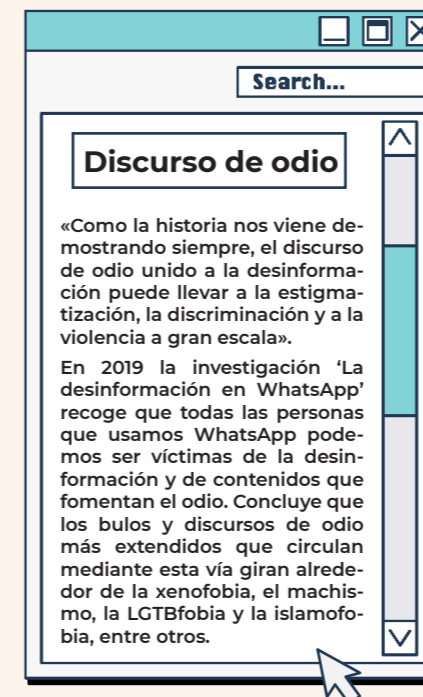 Search...
Discurso de odio
«Como la historia nos viene de-
mostrando siempre, el discurso
de odio unido a la desinforma-
ción puede llevar a la estigma-
tización, la discriminación y a la
violencia a gran escala».
En 2019 la investigación ‘La
desinformación en WhatsApp’
recoge que todas las personas
que usamos WhatsApp pode-
mos ser víctimas de la desin-
formación y de contenidos que
fomentan el odio. Concluye que
los bulos y discursos de odio
más extendidos que circulan
mediante esta vía giran alrede-
dor de la xenofobia, el machis-
mo, la LGTBfobia y la islamofo-
bia, entre otros.